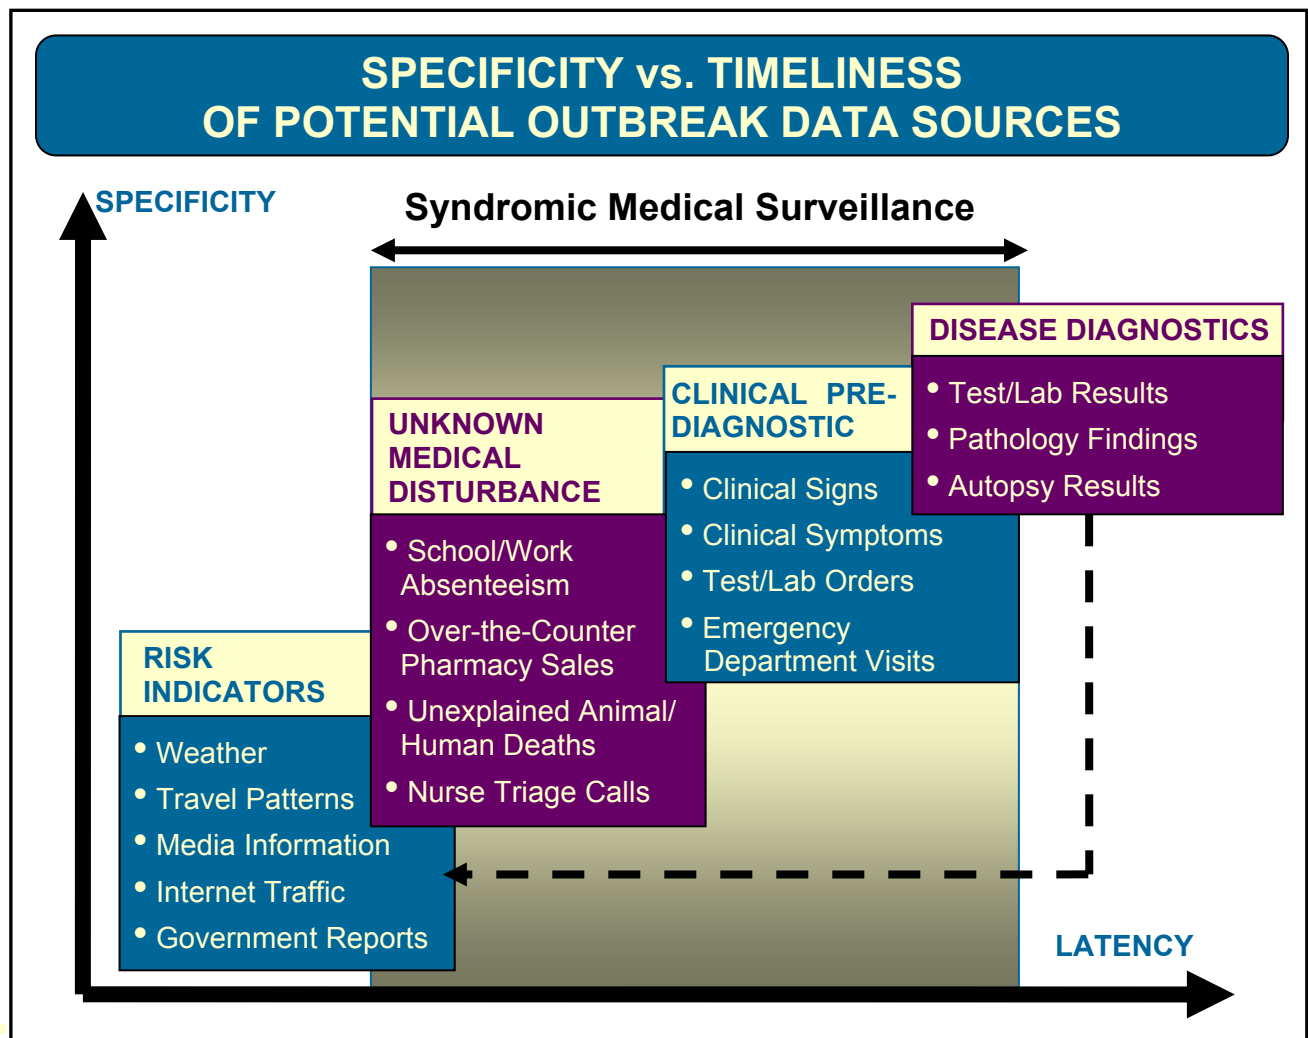 SPECIFICITY vs. TIMELINESS
OF POTENTIAL OUTBREAK DATA SOURCES
SPECIFICITY
Syndromic Medical Surveillance
RISK
INDICATORS
• Weather
• Travel Patterns
• Media Information
• Internet Traffic
• Government Reports
UNKNOWN
MEDICAL
DISTURBANCE
• School/Work
Absenteeism
• Over-the-Counter
Pharmacy Sales
• Unexplained Animal/
Human Deaths
• Nurse Triage Calls
CLINICAL PRE-
DIAGNOSTIC
• Clinical Signs
• Clinical Symptoms
• Test/Lab Orders
• Emergency
Department Visits
DISEASE DIAGNOSTICS
• Test/Lab Results
• Pathology Findings
• Autopsy Results
LATENCY